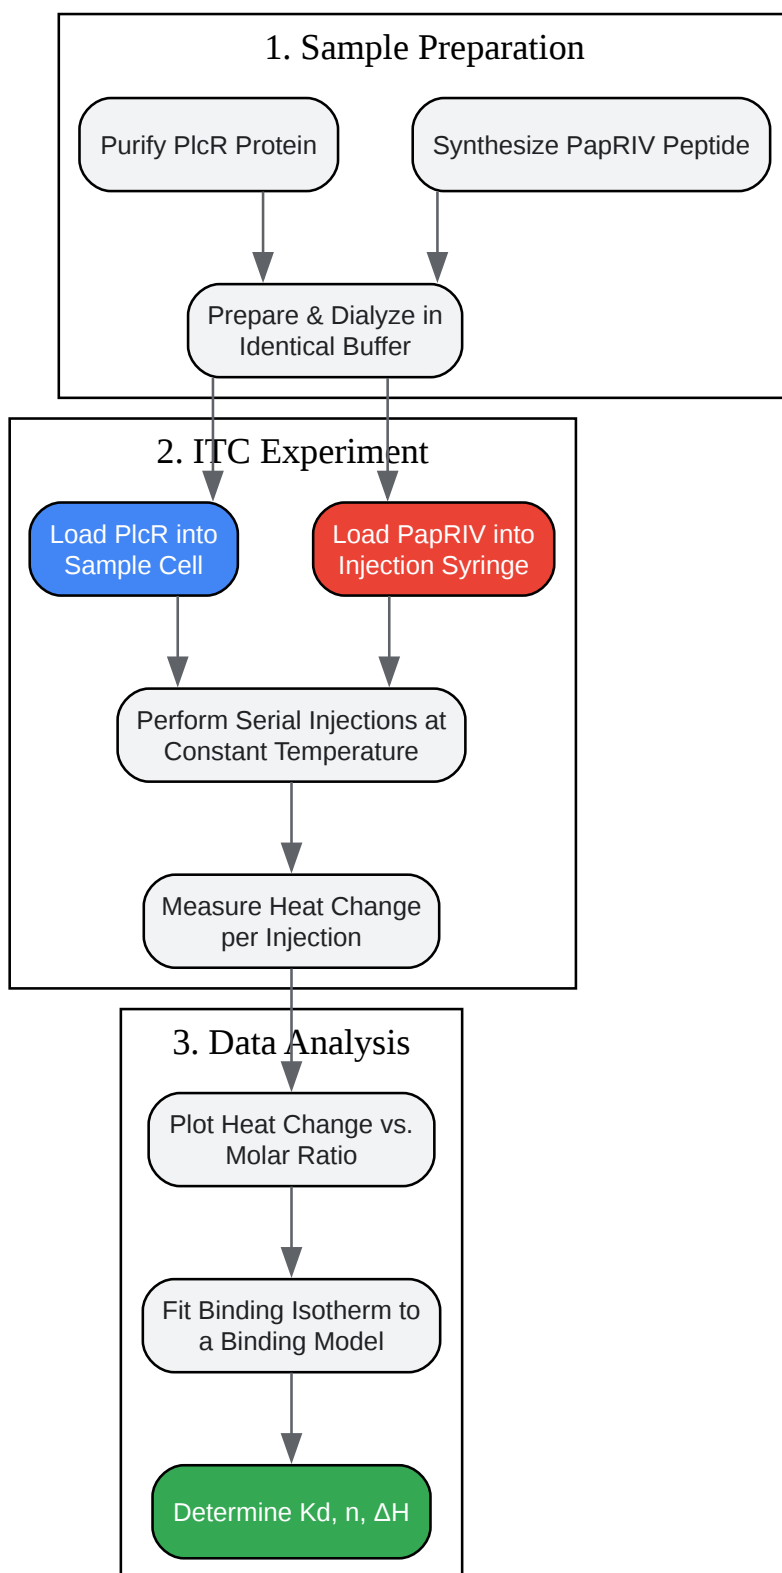 1. Sample Preparation
Purify PlcR Protein
Synthesize PapRIV Peptide
Prepare & Dialyze in
Identical Buffer
2. ITC Experiment
Load PlcR into
Sample Cell
Load PapRIV into
Injection Syringe
Perform Serial Injections at
Constant Temperature
Measure Heat Change
per Injection
3. Data Analysis
Plot Heat Change vs.
Molar Ratio
Fit Binding Isotherm to
a Binding Model
Determine Kd, n, ΔH